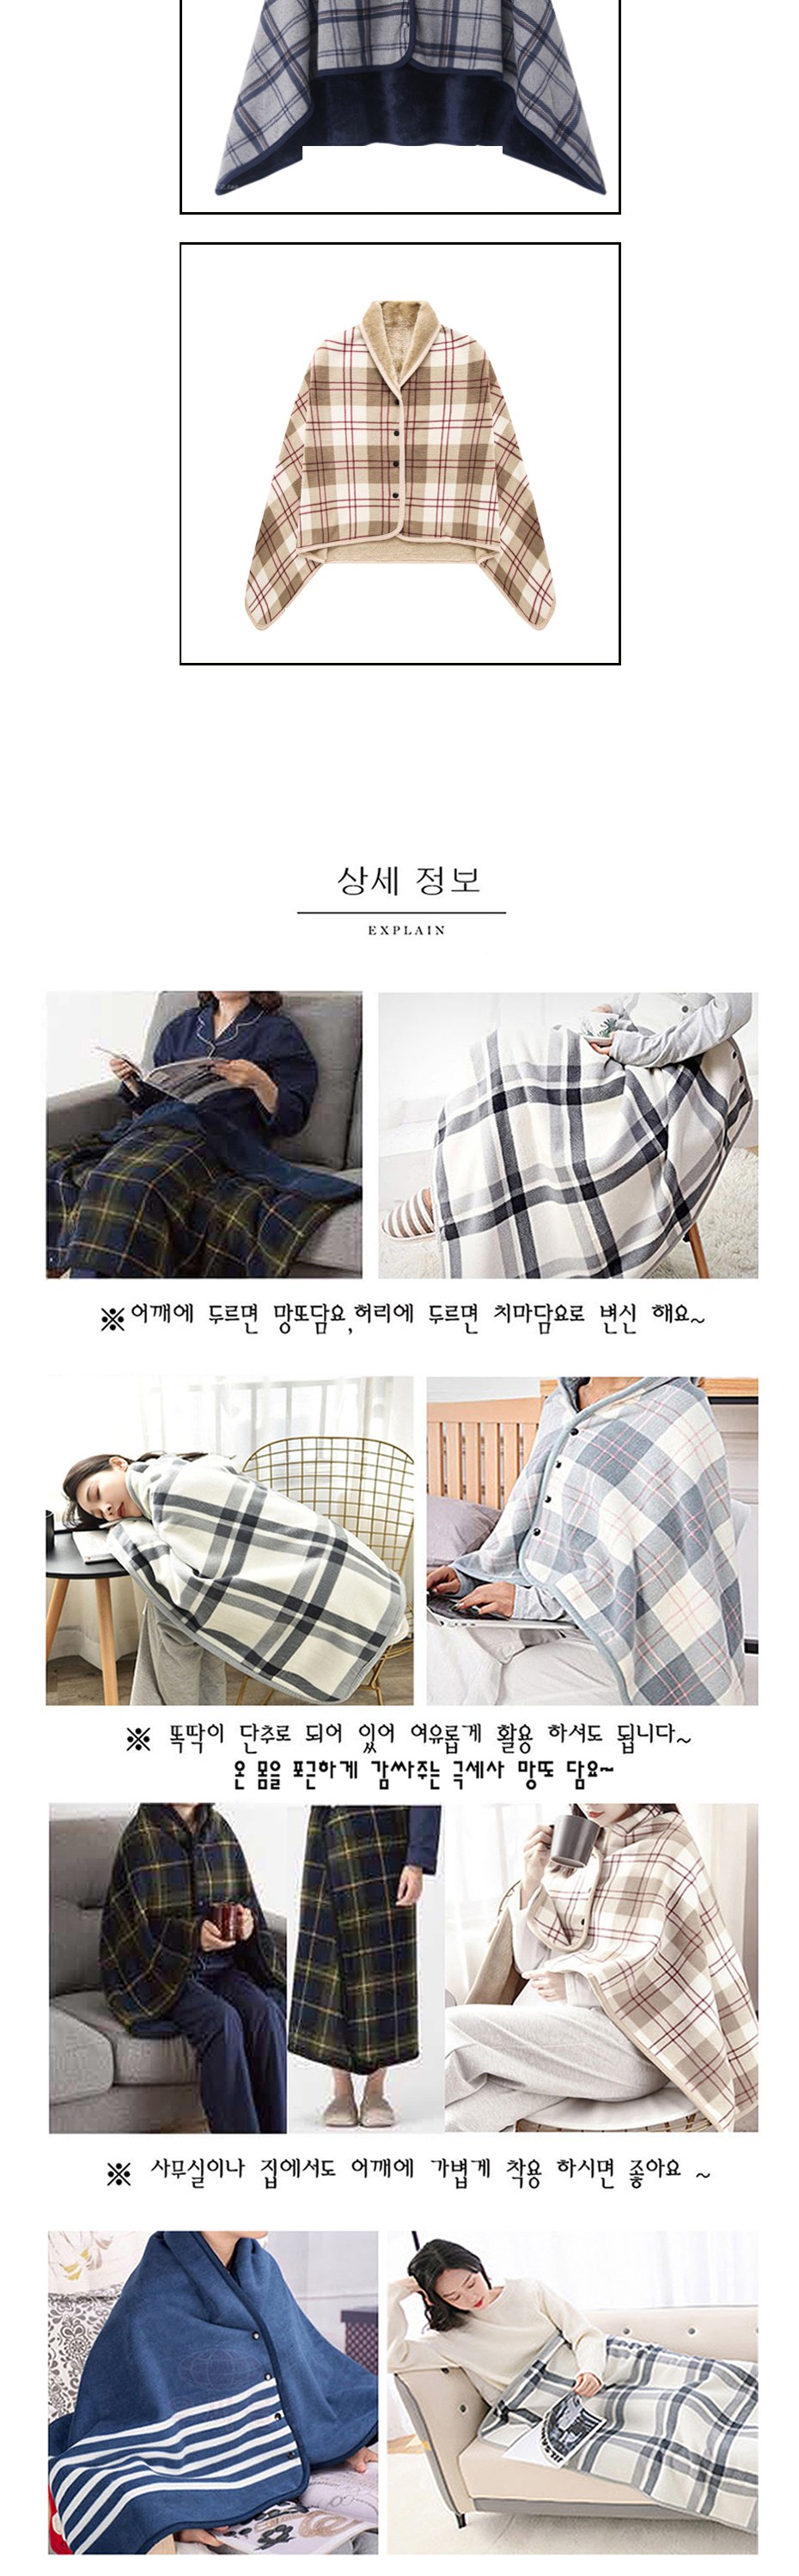 상세 정보
EXPLAIN
※어깨에 두르면 망또담요,허리에 두르면 치마담요로 변신 해요~
※ 똑딱이 단추로 되어 있어 여유롭게 활용 하셔도 됩니다~
온 몸을 포근하게 감싸주는 극세사 망또 담요~
※ 사무실이나 집에서도 어깨에 가볍게 착용 하시면 좋아요 ~